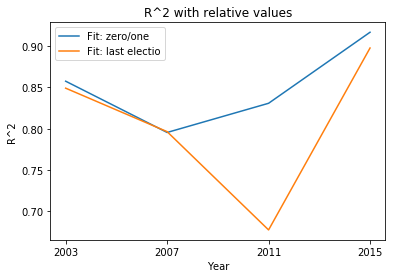 R^2 with relative values
Fit: zero/one
Fit: last electio
R^2
0.90
0.85
0.80
0.75
0.70
2003
2007
2011
2015
Year